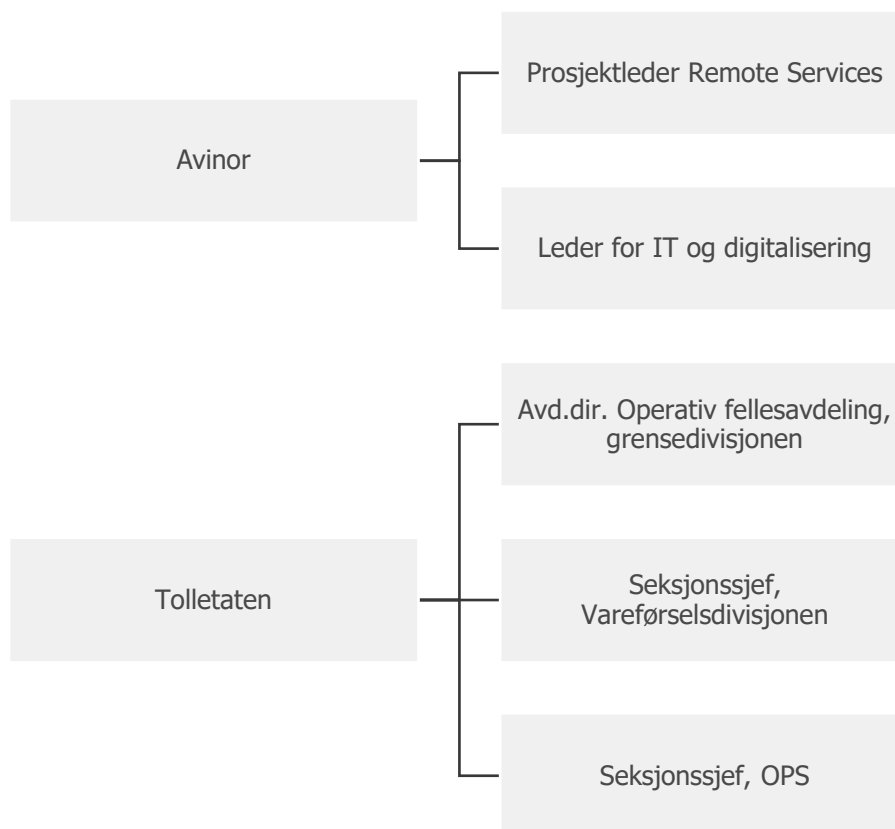 Avinor
Prosjektleder Remote Services
Leder for IT og digitalisering
Tolletaten
Avd.dir. Operativ fellesavdeling,
grensedivisjonen
Seksjonssjef,
Vareførselsdivisjonen
Seksjonssjef, OPS